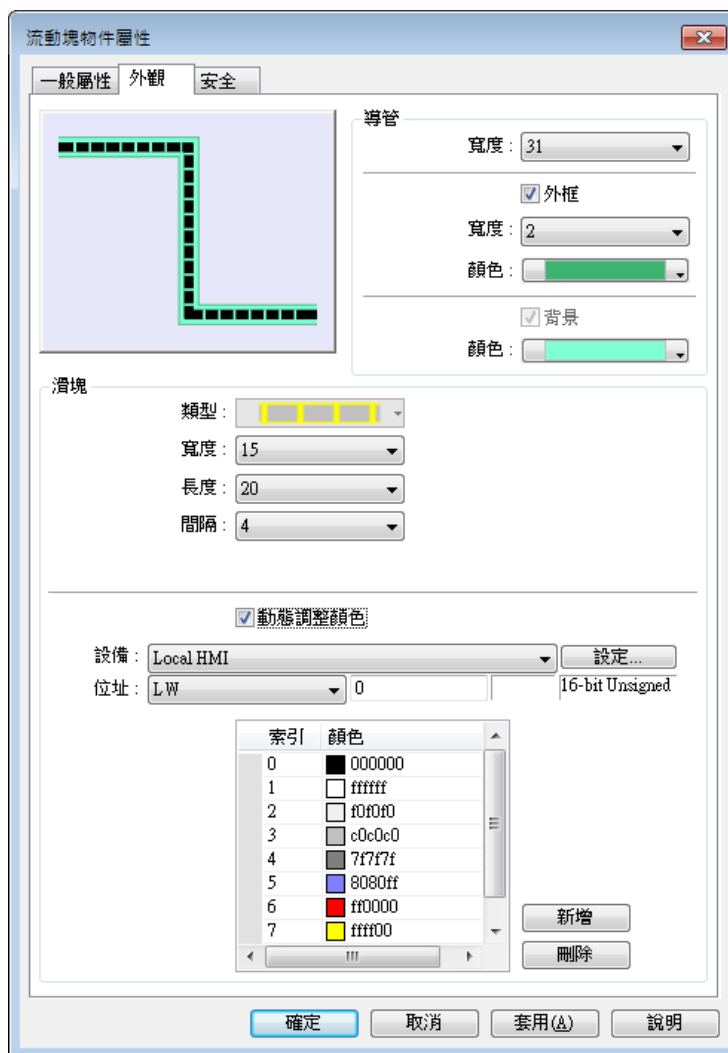 流動塊物件屬性
一般屬性 外觀 安全
導管
寬度 : 31
外框
寬度 : 2
顏色 :
背景
顏色 :
滑塊
類型 :
寬度 : 15
長度 : 20
間隔 : 4
動態調整顏色
設備 : Local HMI 設定...
位址 : LW 0 16-bit Unsigned
索引 顏色
0 000000
1 ffffff
2 f0f0f0
3 c0c0c0
4 7f7f7f
5 8080ff
6 ff0000
7 ffff00
新增
刪除
確定 取消 套用(A) 說明